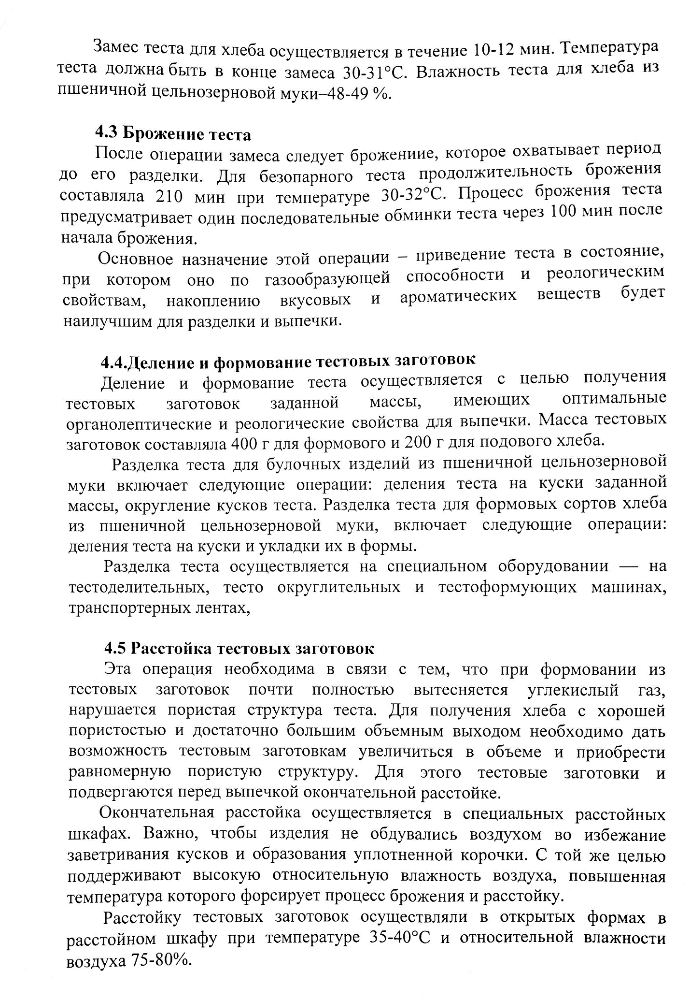 Замес теста для хлеба осуществляется в течение 10-12 мин. Температура
теста должна быть в конце замеса 30-31°С. Влажность теста для хлеба из
пшеничной цельнозерновой муки–48-49 %.
4.3 Брожение теста
После операции замеса следует брожениие, которое охватывает период
до его разделки. Для безопарного теста продолжительность брожения
составляла 210 мин при температуре 30-32°С. Процесс брожения теста
предусматривает один последовательные обминки теста через 100 мин после
начала брожения.
Основное назначение этой операции – приведение теста в состояние,
при котором оно по газообразующей способности и реологическим
свойствам, накоплению вкусовых и ароматических веществ будет
наилучшим для разделки и выпечки.
4.4.Деление и формование тестовых заготовок
Деление и формование теста осуществляется с целью получения
тестовых заготовок заданной массы, имеющих оптимальные
органолептические и реологические свойства для выпечки. Масса тестовых
заготовок составляла 400 г для формового и 200 г для подового хлеба.
Разделка теста для булочных изделий из пшеничной цельнозерновой
муки включает следующие операции: деления теста на куски заданной
массы, округление кусков теста. Разделка теста для формовых сортов хлеба
из пшеничной цельнозерновой муки, включает следующие операции:
деления теста на куски и укладки их в формы.
Разделка теста осуществляется на специальном оборудовании — на
тестоделительных, тесто округлительных и тестоформующих машинах,
транспортерных лентах,
4.5 Расстойка тестовых заготовок
Эта операция необходима в связи с тем, что при формовании из
тестовых заготовок почти полностью вытесняется углекислый газ,
нарушается пористая структура теста. Для получения хлеба с хорошей
пористостью и достаточно большим объемным выходом необходимо дать
возможность тестовым заготовкам увеличиться в объеме и приобрести
равномерную пористую структуру. Для этого тестовые заготовки и
подвергаются перед выпечкой окончательной расстойке.
Окончательная расстойка осуществляется в специальных расстойных
шкафах. Важно, чтобы изделия не обдувались воздухом во избежание
заветривания кусков и образования уплотненной корочки. С той же целью
поддерживают высокую относительную влажность воздуха, повышенная
температура которого форсирует процесс брожения и расстойку.
Расстойку тестовых заготовок осуществляли в открытых формах в
расстойном шкафу при температуре 35-40°С и относительной влажности
воздуха 75-80%.